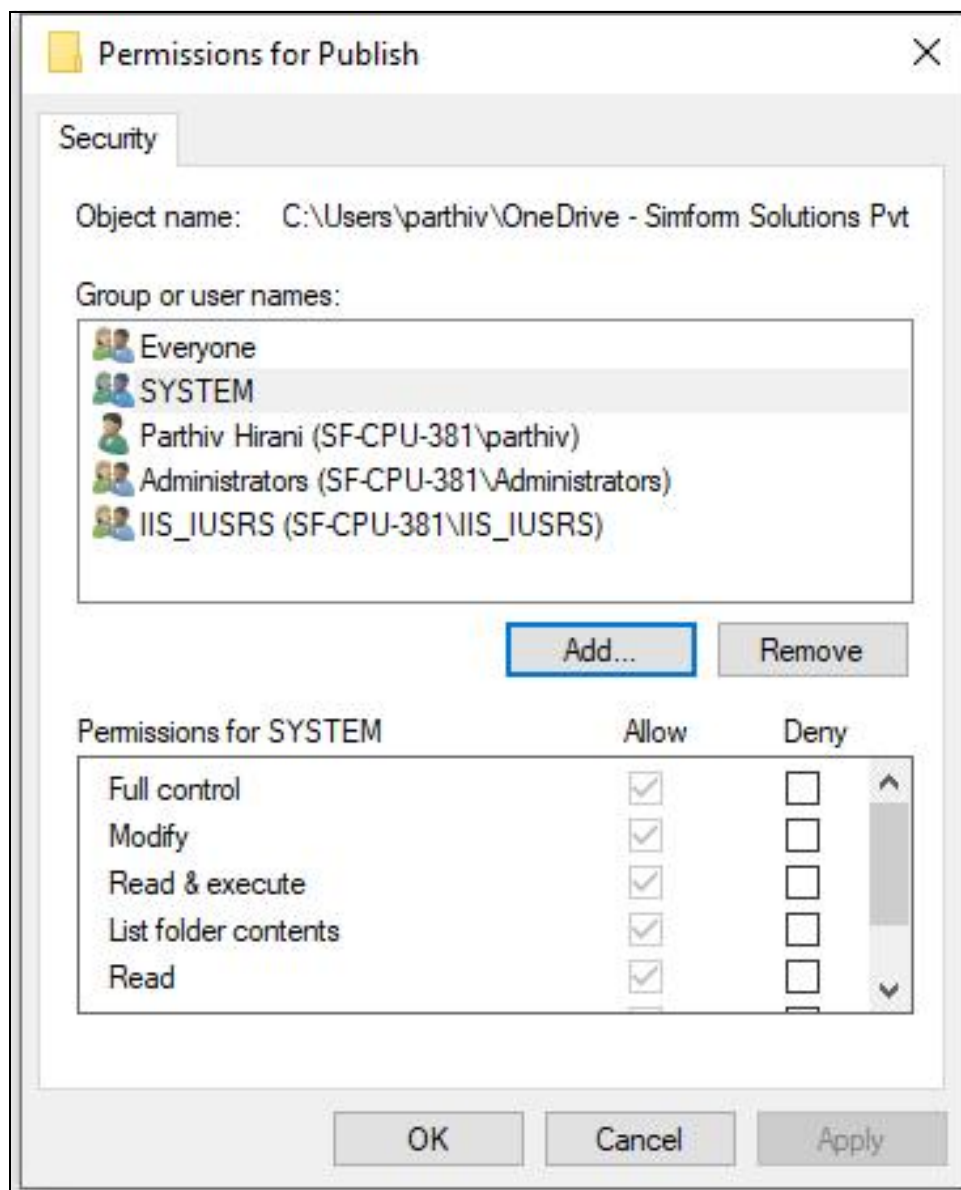 Permissions for Publish
Security
Object name: C:\Users\parthiv\OneDrive - Simform Solutions Pvt
Group or user names:
Everyone
SYSTEM
Parthiv Hirani (SF-CPU-381\parthiv)
Administrators (SF-CPU-381\Administrators)
IIS_IUSRS (SF-CPU-381\IIS_IUSRS)
Add... Remove
Permissions for SYSTEM Allow Deny
Full control
Modify
Read & execute
List folder contents
Read
OK Cancel Apply